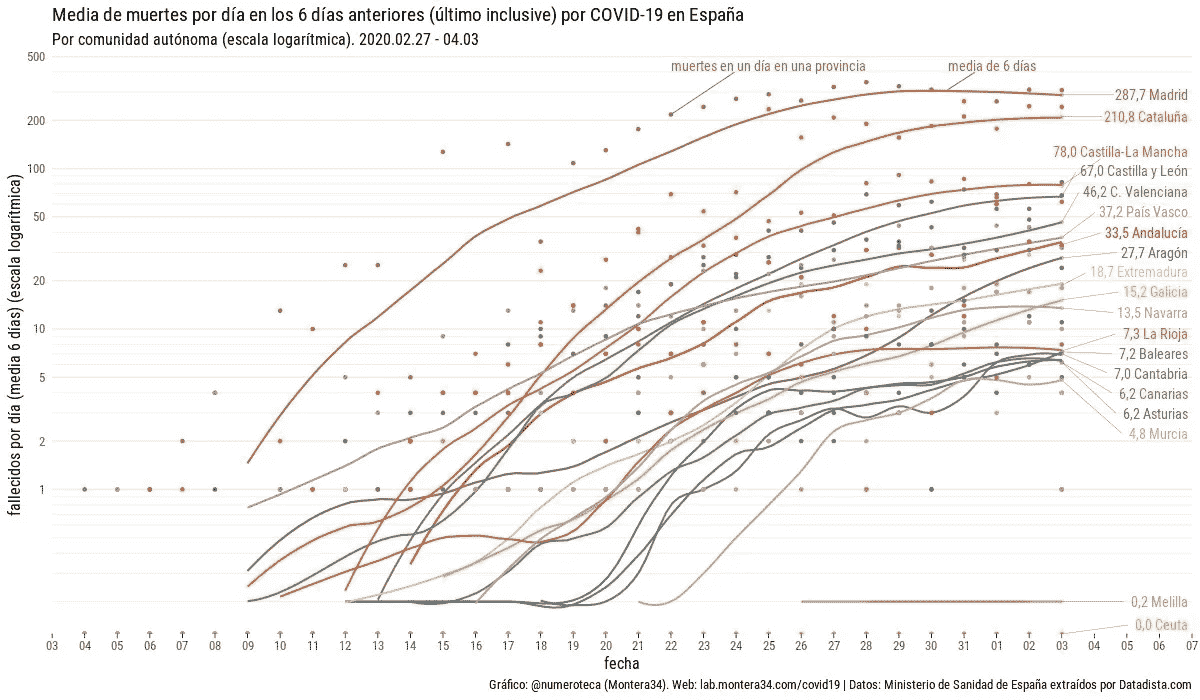 Media de muertes por día en los 6 días anteriores (último inclusive) por COVID-19 en España
Por comunidad autónoma (escala logarítmica). 2020.02.27 - 04.03
fallecidos por día (media 6 días) (escala logarítmica)
500
200
100
50
20
10
5
2
1
muertes en un día en una provincia
media de 6 días
287,7 Madrid
210,8 Cataluña
78,0 Castilla-La Mancha
67,0 Castilla y León
46,2 C. Valenciana
37,2 País Vasco
33,5 Andalucía
27,7 Aragón
18,7 Extremadura
15,2 Galicia
13,5 Navarra
7,3 La Rioja
7,2 Baleares
7,0 Cantabria
6,2 Canarias
6,2 Asturias
4,8 Murcia
0,2 Melilla
0,0 Ceuta
03 04 05 06 07 08 09 10 11 12 13 14 15 16 17 18 19 20 21 22 23 24 25 26 27 28 29 30 31 01 02 03 04 05 06 07
fecha
Gráfico: @numeroteca (Montera34). Web: lab.montera34.com/covid19 | Datos: Ministerio de Sanidad de España extraídos por Datadista.com